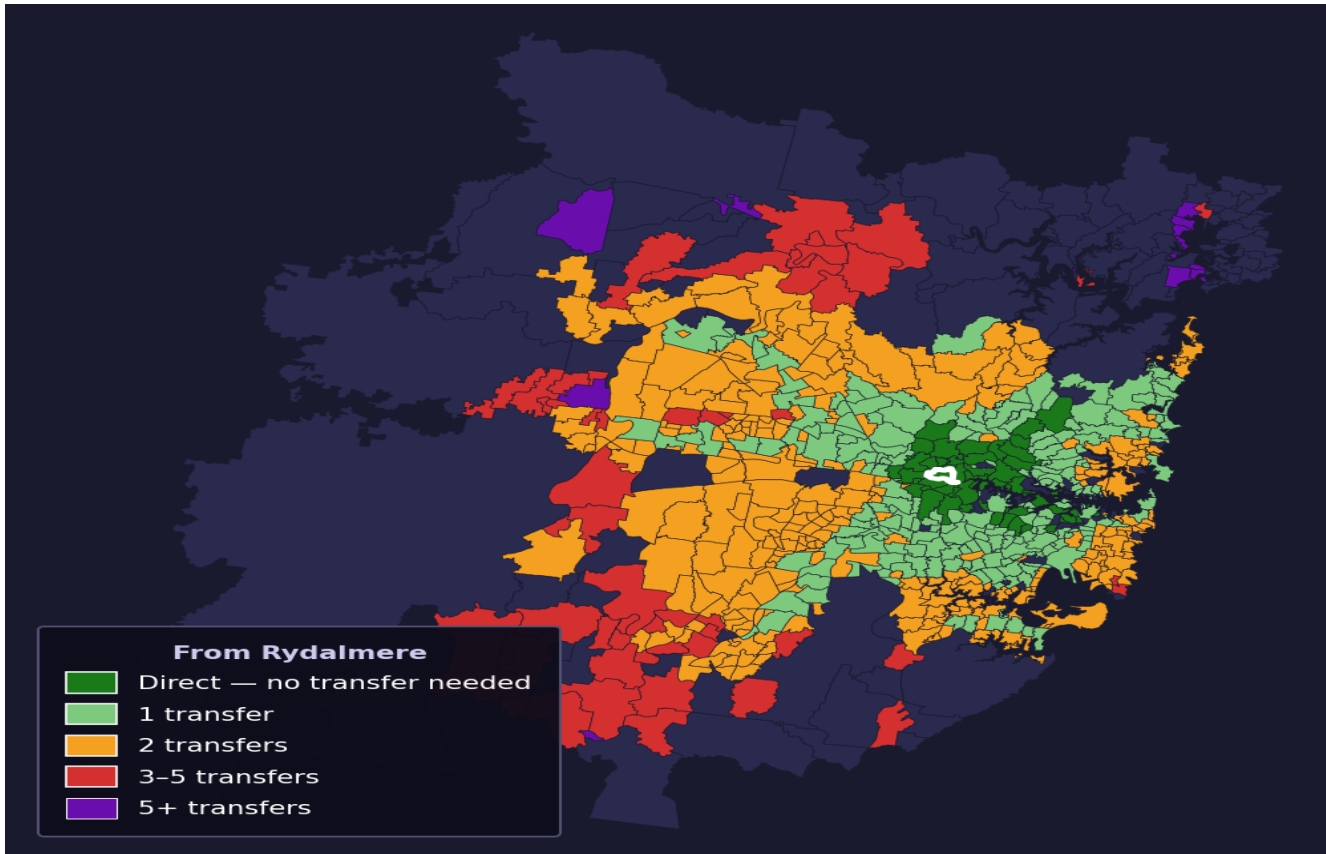 From Rydalmere
Direct — no transfer needed
1 transfer
2 transfers
3–5 transfers
5+ transfers